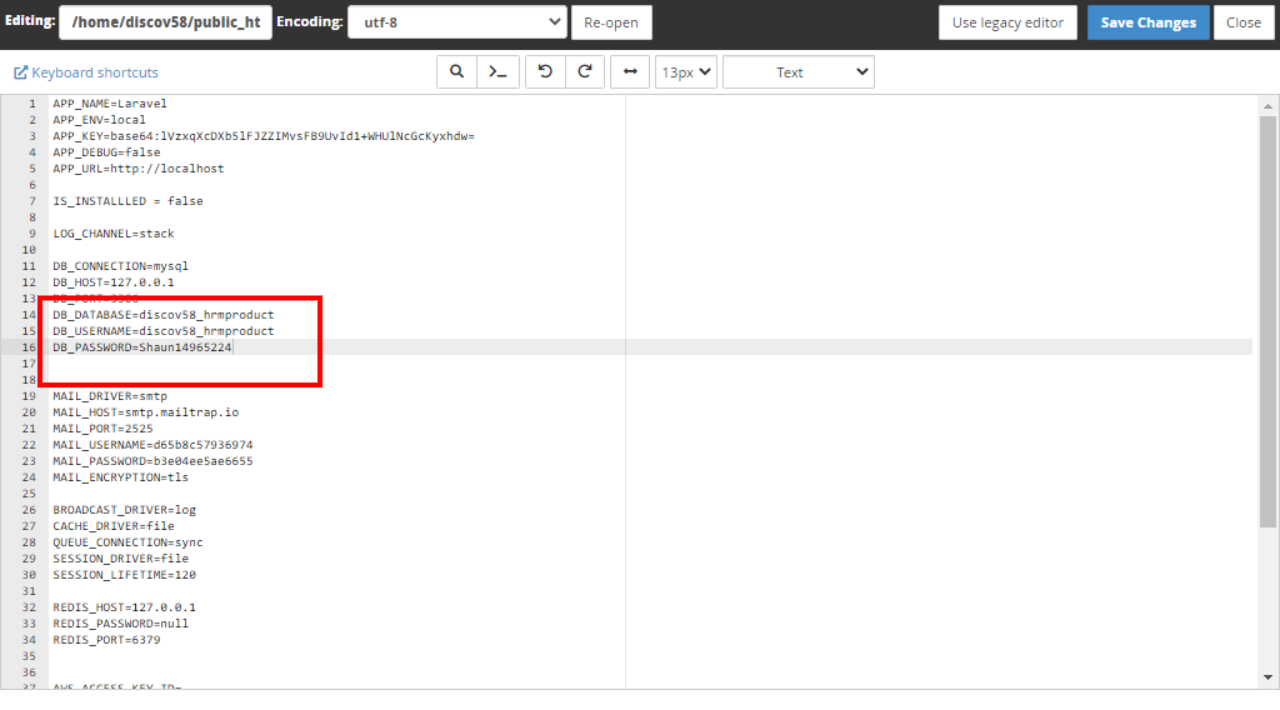 Editing: /home/discov58/public_ht Encoding: utf-8 Re-open Use legacy editor Save Changes Close
Keyboard shortcuts 13px Text
1 APP_NAME=Laravel
2 APP_ENV=local
3 APP_KEY=base64:lVzxqXcDXb5lFJZZIMvsFB9UvId1+WHUlNcGcKyxhdw=
4 APP_DEBUG=false
5 APP_URL=http://localhost
6
7 IS_INSTALLLED = false
8
9 LOG_CHANNEL=stack
10
11 DB_CONNECTION=mysql
12 DB_HOST=127.0.0.1
13 DB_PORT=3306
14 DB_DATABASE=discov58_hrmproduct
15 DB_USERNAME=discov58_hrmproduct
16 DB_PASSWORD=Shaun14965224
17
18
19 MAIL_DRIVER=smtp
20 MAIL_HOST=smtp.mailtrap.io
21 MAIL_PORT=2525
22 MAIL_USERNAME=d65b8c57936974
23 MAIL_PASSWORD=b3e04ee5ae6655
24 MAIL_ENCRYPTION=tls
25
26 BROADCAST_DRIVER=log
27 CACHE_DRIVER=file
28 QUEUE_CONNECTION=sync
29 SESSION_DRIVER=file
30 SESSION_LIFETIME=120
31
32 REDIS_HOST=127.0.0.1
33 REDIS_PASSWORD=null
34 REDIS_PORT=6379
35
36
37 AWS_ACCESS_KEY_ID=